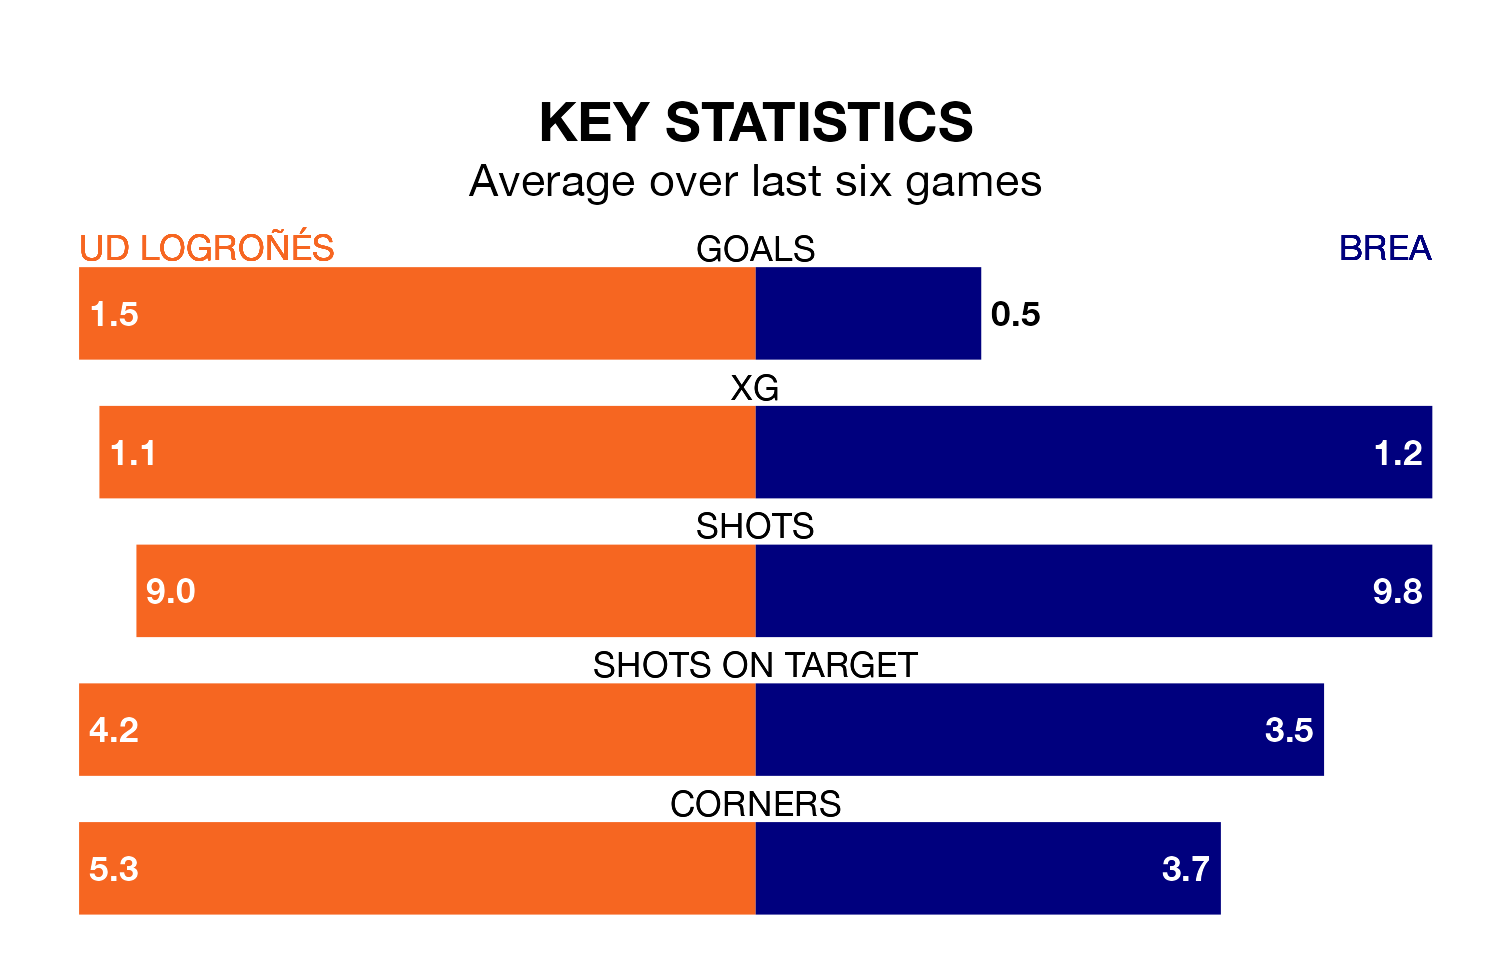 KEY STATISTICS
Average over last six games
UD LOGROÑÉS GOALS BREA
1.5 0.5
XG
1.1 1.2
SHOTS
9.0 9.8
SHOTS ON TARGET
4.2 3.5
CORNERS
5.3 3.7